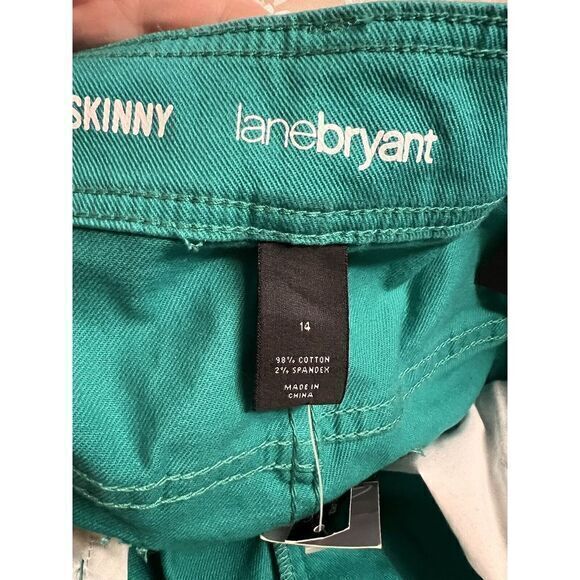 SKINNY
lanebryant
14
98% COTTON
2% SPANDEX
MADE IN
CHINA